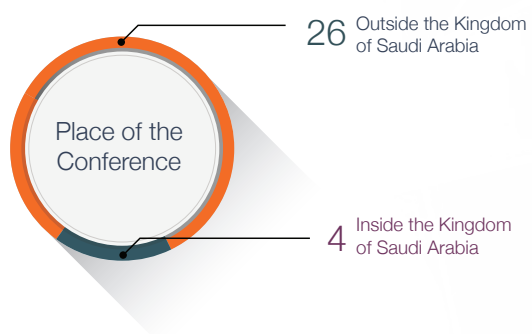 26 Outside the Kingdom
of Saudi Arabia
Place of the
Conference
4 Inside the Kingdom
of Saudi Arabia